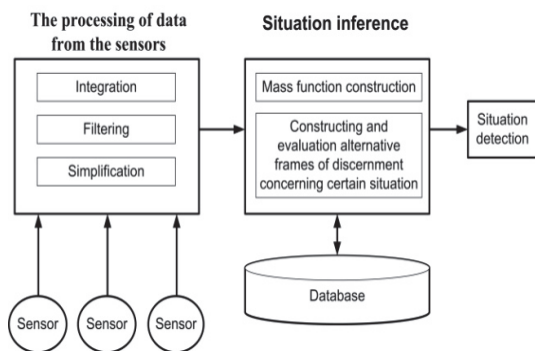 The processing of data
from the sensors
Integration
Filtering
Simplification
Sensor
Sensor
Sensor
Situation inference
Mass function construction
Constructing and
evaluation alternative
frames of discernment
concerning certain situation
Database
Situation
detection